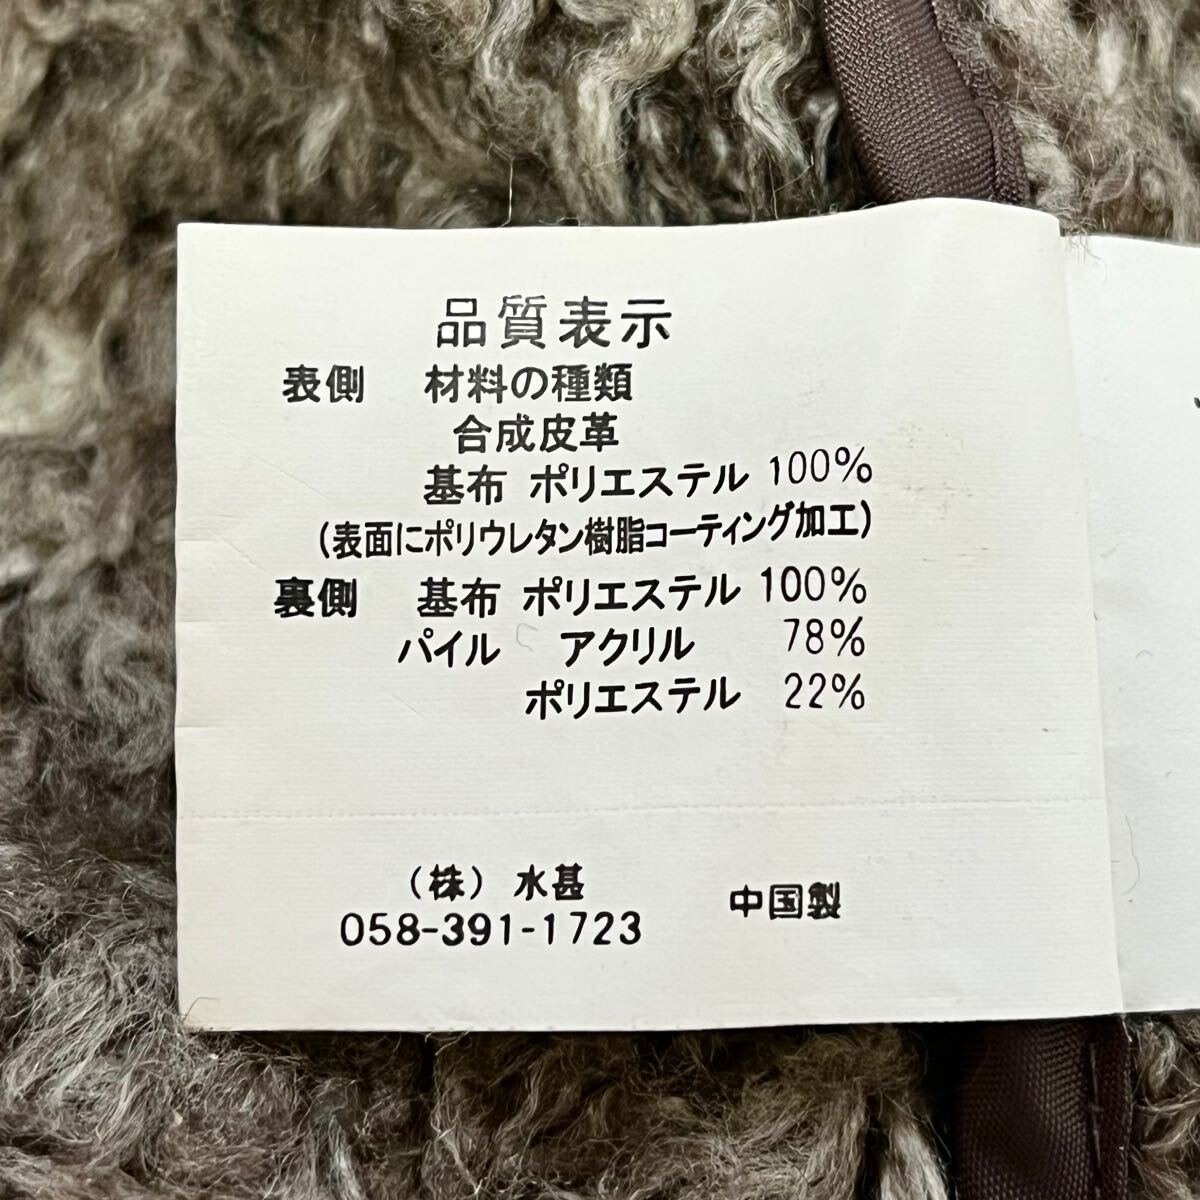 品質表示
表側 材料の種類
合成皮革
基布 ポリエステル 100%
(表面にポリウレタン樹脂コーティング加工)
裏側 基布 ポリエステル 100%
パイル アクリル 78%
ポリエステル 22%
(株) 水甚
058-391-1723
中国製